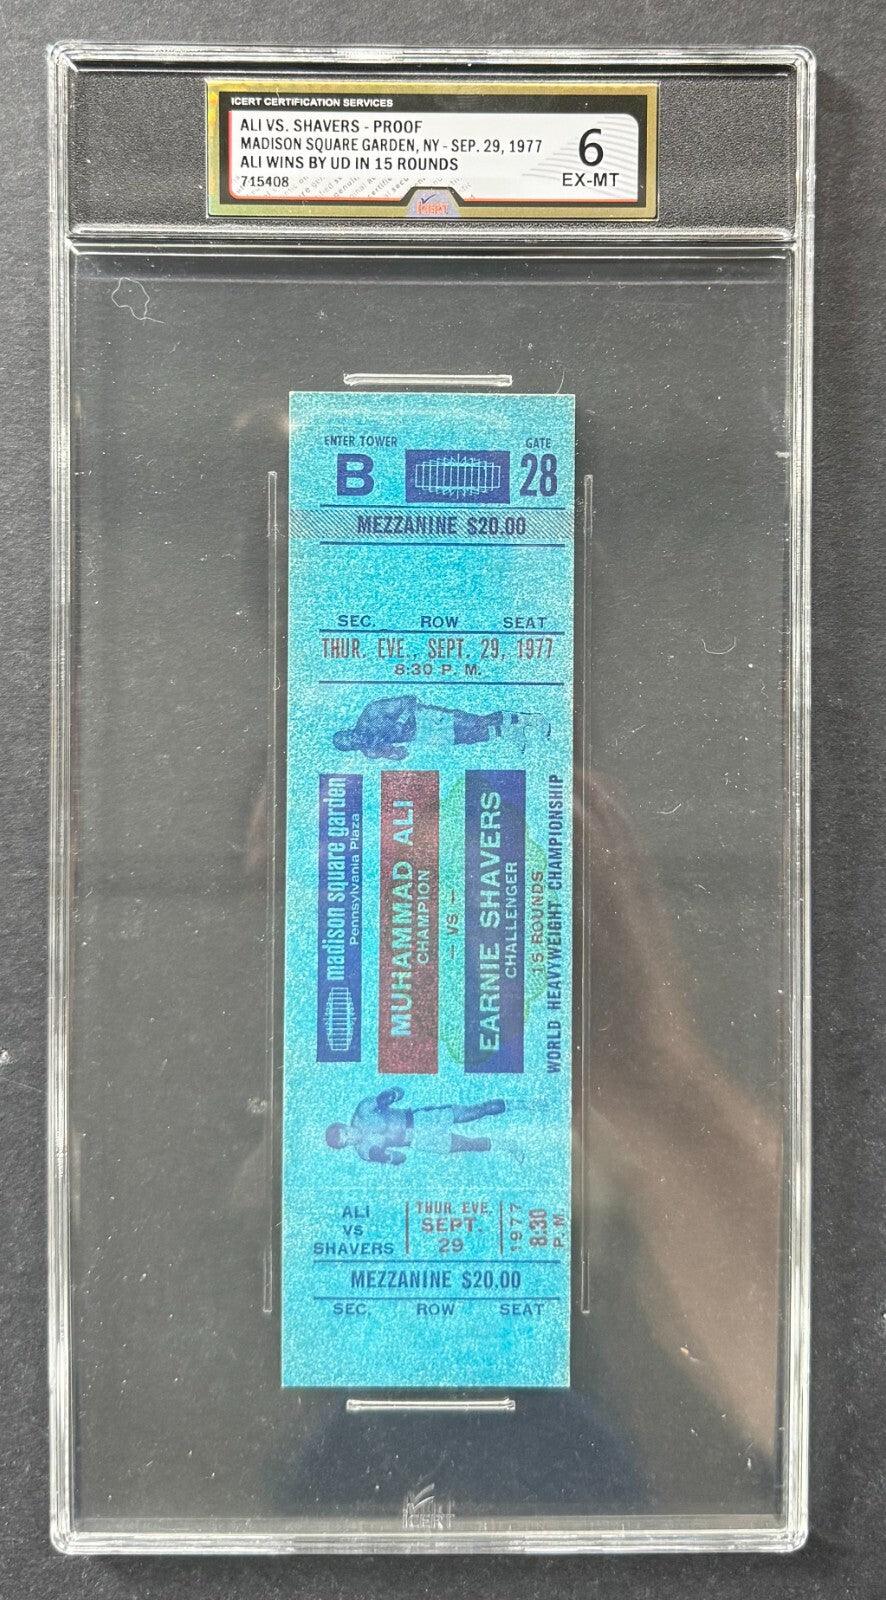 ICERT CERTIFICATION SERVICES
ALI VS. SHAVERS - PROOF
MADISON SQUARE GARDEN, NY - SEP. 29, 1977
ALI WINS BY UD IN 15 ROUNDS
715408
6
EX-MT
ICERT
ENTER TOWER
B
GATE
28
MEZZANINE $20.00
SEC. ROW SEAT
THUR. EVE., SEPT. 29, 1977
8:30 P. M.
madison square garden
Pennsylvania Plaza
MUHAMMAD ALI
CHAMPION
— VS —
EARNIE SHAVERS
CHALLENGER
15 ROUNDS
WORLD HEAVYWEIGHT CHAMPIONSHIP
ALI
VS
SHAVERS
THUR. EVE.
SEPT.
29
1977
8:30
P. M.
MEZZANINE $20.00
SEC. ROW SEAT
ICERT